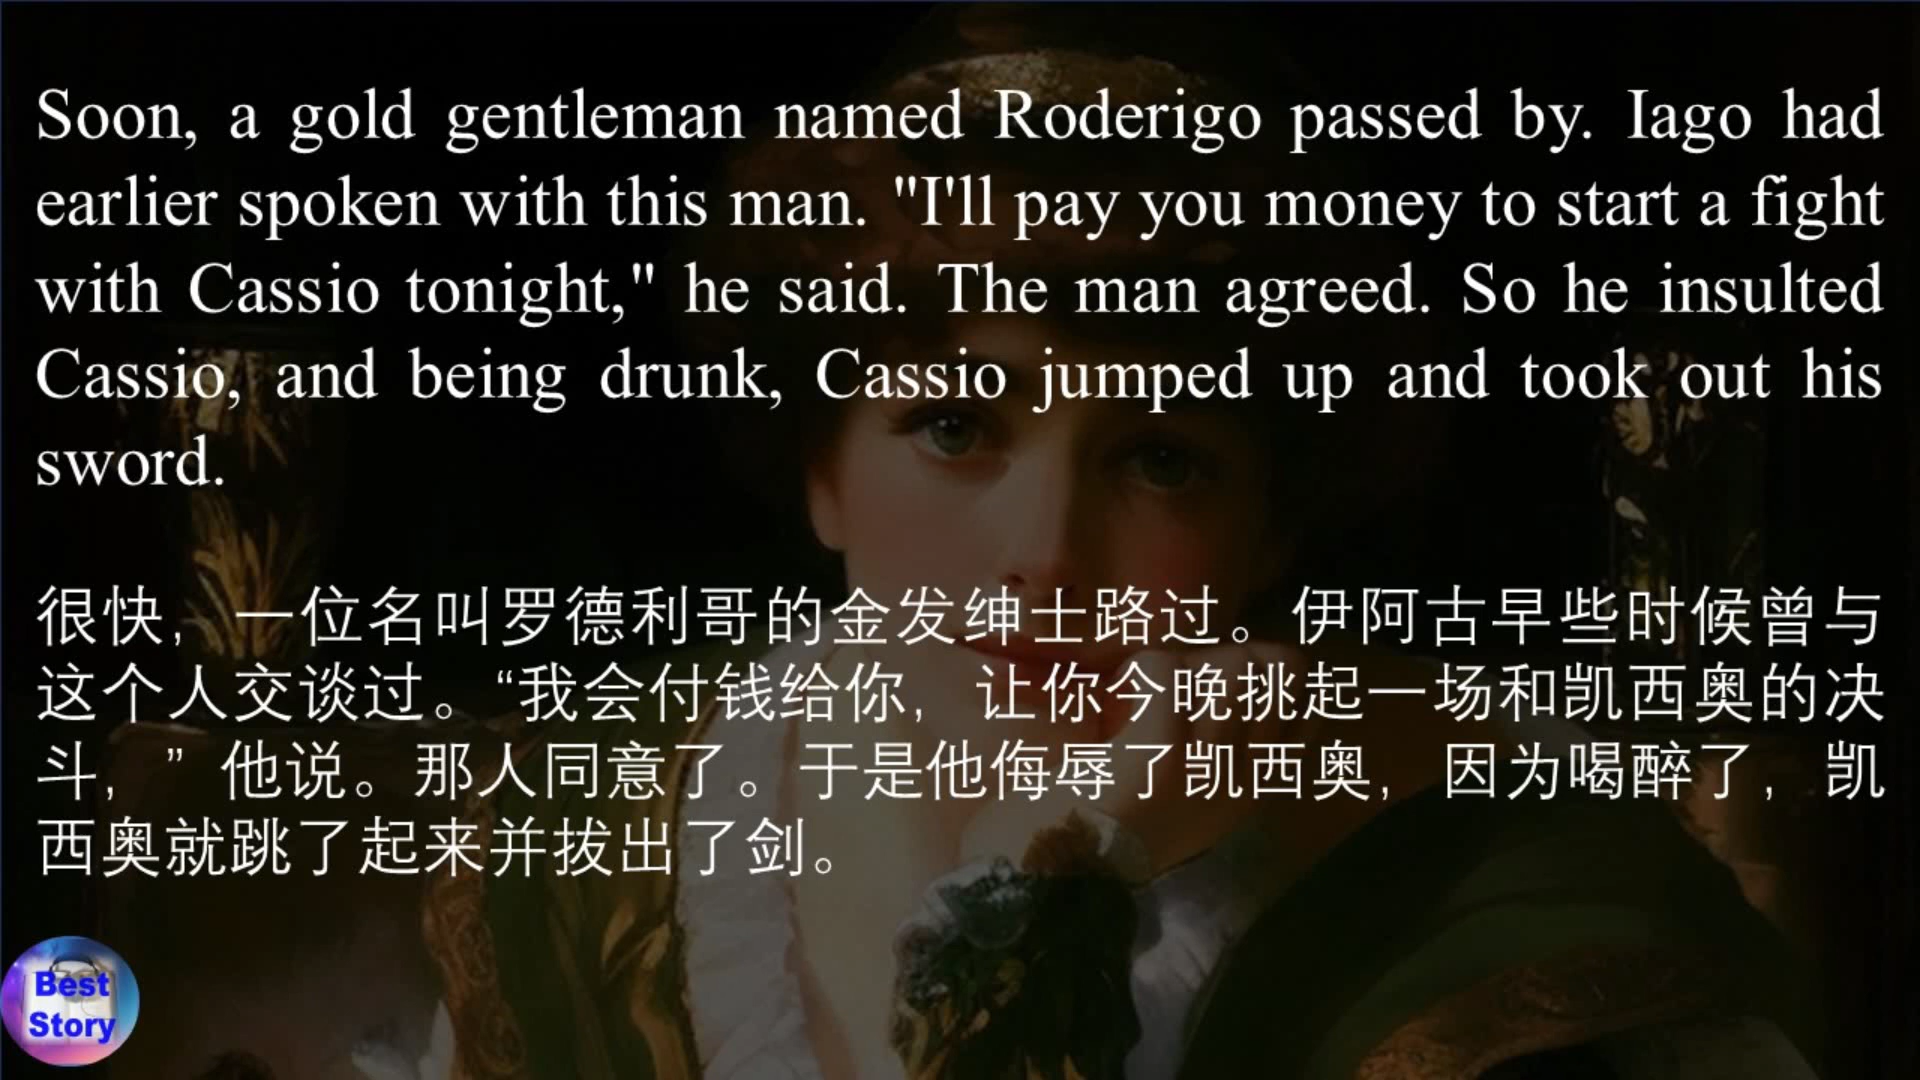 Soon, a gold gentleman named Roderigo passed by. Iago had
earlier spoken with this man. "I'll pay you money to start a fight
with Cassio tonight," he said. The man agreed. So he insulted
Cassio, and being drunk, Cassio jumped up and took out his
sword.
很快，一位名叫罗德利哥的金发绅士路过。伊阿古早些时候曾与
这个人交谈过。“我会付钱给你，让你今晚挑起一场和凯西奥的决
斗，”他说。那人同意了。于是他侮辱了凯西奥，因为喝醉了，凯
西奥就跳了起来并拔出了剑。
Best
Story